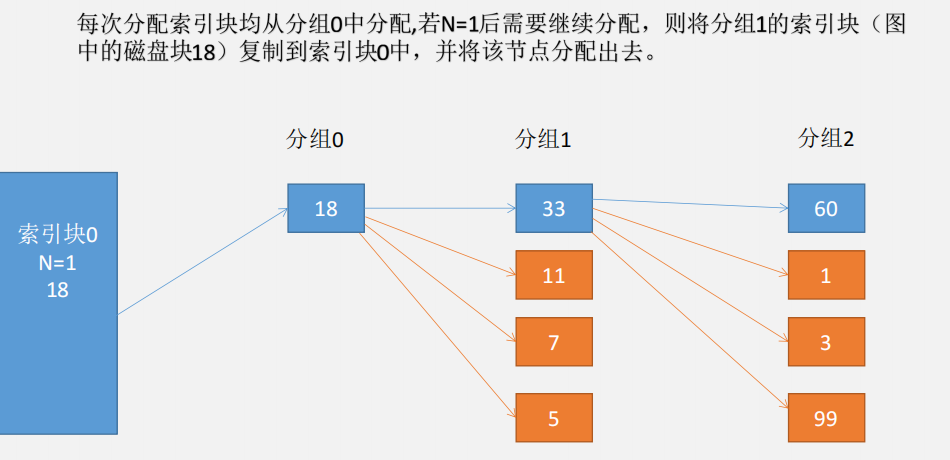 每次分配索引块均从分组0中分配,若N=1后需要继续分配，则将分组1的索引块（图
中的磁盘块18）复制到索引块0中，并将该节点分配出去。
分组0
分组1
分组2
索引块0
N=1
18
18
33
60
11
1
7
3
5
99